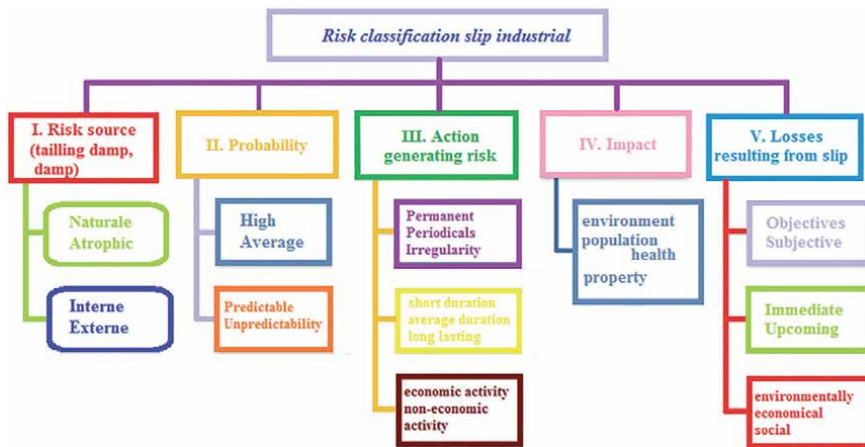 Risk classification slip industrial
I. Risk source
(tailling damp,
damp)
Naturale
Atrophic
Interne
Externe
II. Probability
High
Average
Predictable
Unpredictability
III. Action
generating risk
Permanent
Periodicals
Irregularity
short duration
average duration
long lasting
economic activity
non-economic
activity
IV. Impact
environment
population
health
property
V. Losses
resulting from slip
Objectives
Subjective
Immediate
Upcoming
environmentally
economical
social